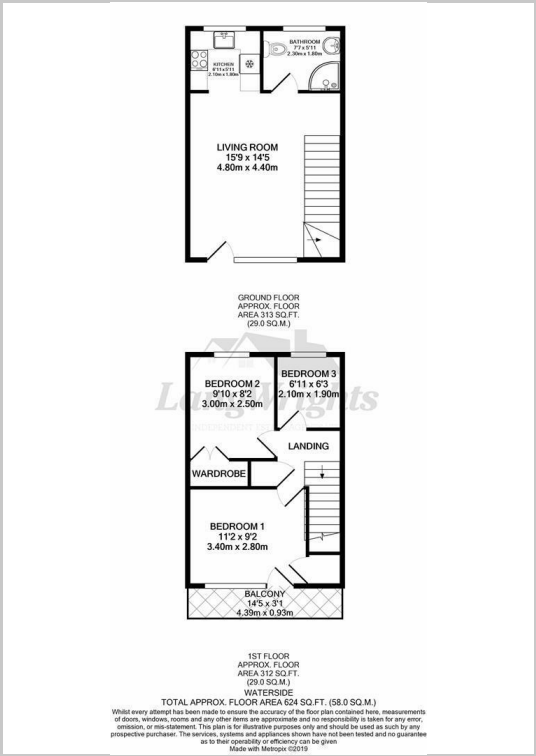 BATHROOM
7'7 x 5'11
2.30m x 1.80m
KITCHEN
6'11 x 5'11
2.10m x 1.80m
LIVING ROOM
15'9 x 14'5
4.80m x 4.40m
GROUND FLOOR
APPROX. FLOOR
AREA 313 SQ.FT.
(29.0 SQ.M.)
BEDROOM 2
9'10 x 8'2
3.00m x 2.50m
BEDROOM 3
6'11 x 6'3
2.10m x 1.90m
LangWrights
LANDING
WARDROBE
BEDROOM 1
11'2 x 9'2
3.40m x 2.80m
BALCONY
14'5 x 3'1
4.39m x 0.93m
1ST FLOOR
APPROX. FLOOR
AREA 312 SQ.FT.
(29.0 SQ.M.)
WATERSIDE
TOTAL APPROX. FLOOR AREA 624 SQ.FT. (58.0 SQ.M.)
Whilst every attempt has been made to ensure the accuracy of the floor plan contained here, measurements
of doors, windows, rooms and any other items are approximate and no responsibility is taken for any error,
omission, or mis-statement. This plan is for illustrative purposes only and should be used as such by any
prospective purchaser. The services, systems and appliances shown have not been tested and no guarantee
as to their operability or efficiency can be given
Made with Metropix ©2019